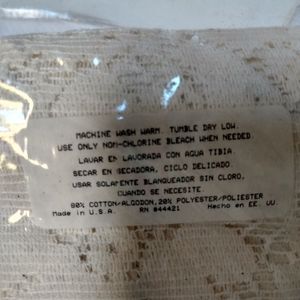 MACHINE WASH WARM. TUMBLE DRY LOW.
USE ONLY NON-CHLORINE BLEACH WHEN NEEDED.
LAVAR EN LAVORADA CON AGUA TIBIA.
SECAR EN SECADORA, CICLO DELICADO.
USAR SOLAMENTE BLANQUEADOR SIN CLORO,
CUANDO SE NECESITE.
80% COTTON/ALGODON, 20% POLYESTER/POLIESTER
Made in U.S.A. RN #44421 Hecho en EE. UU.